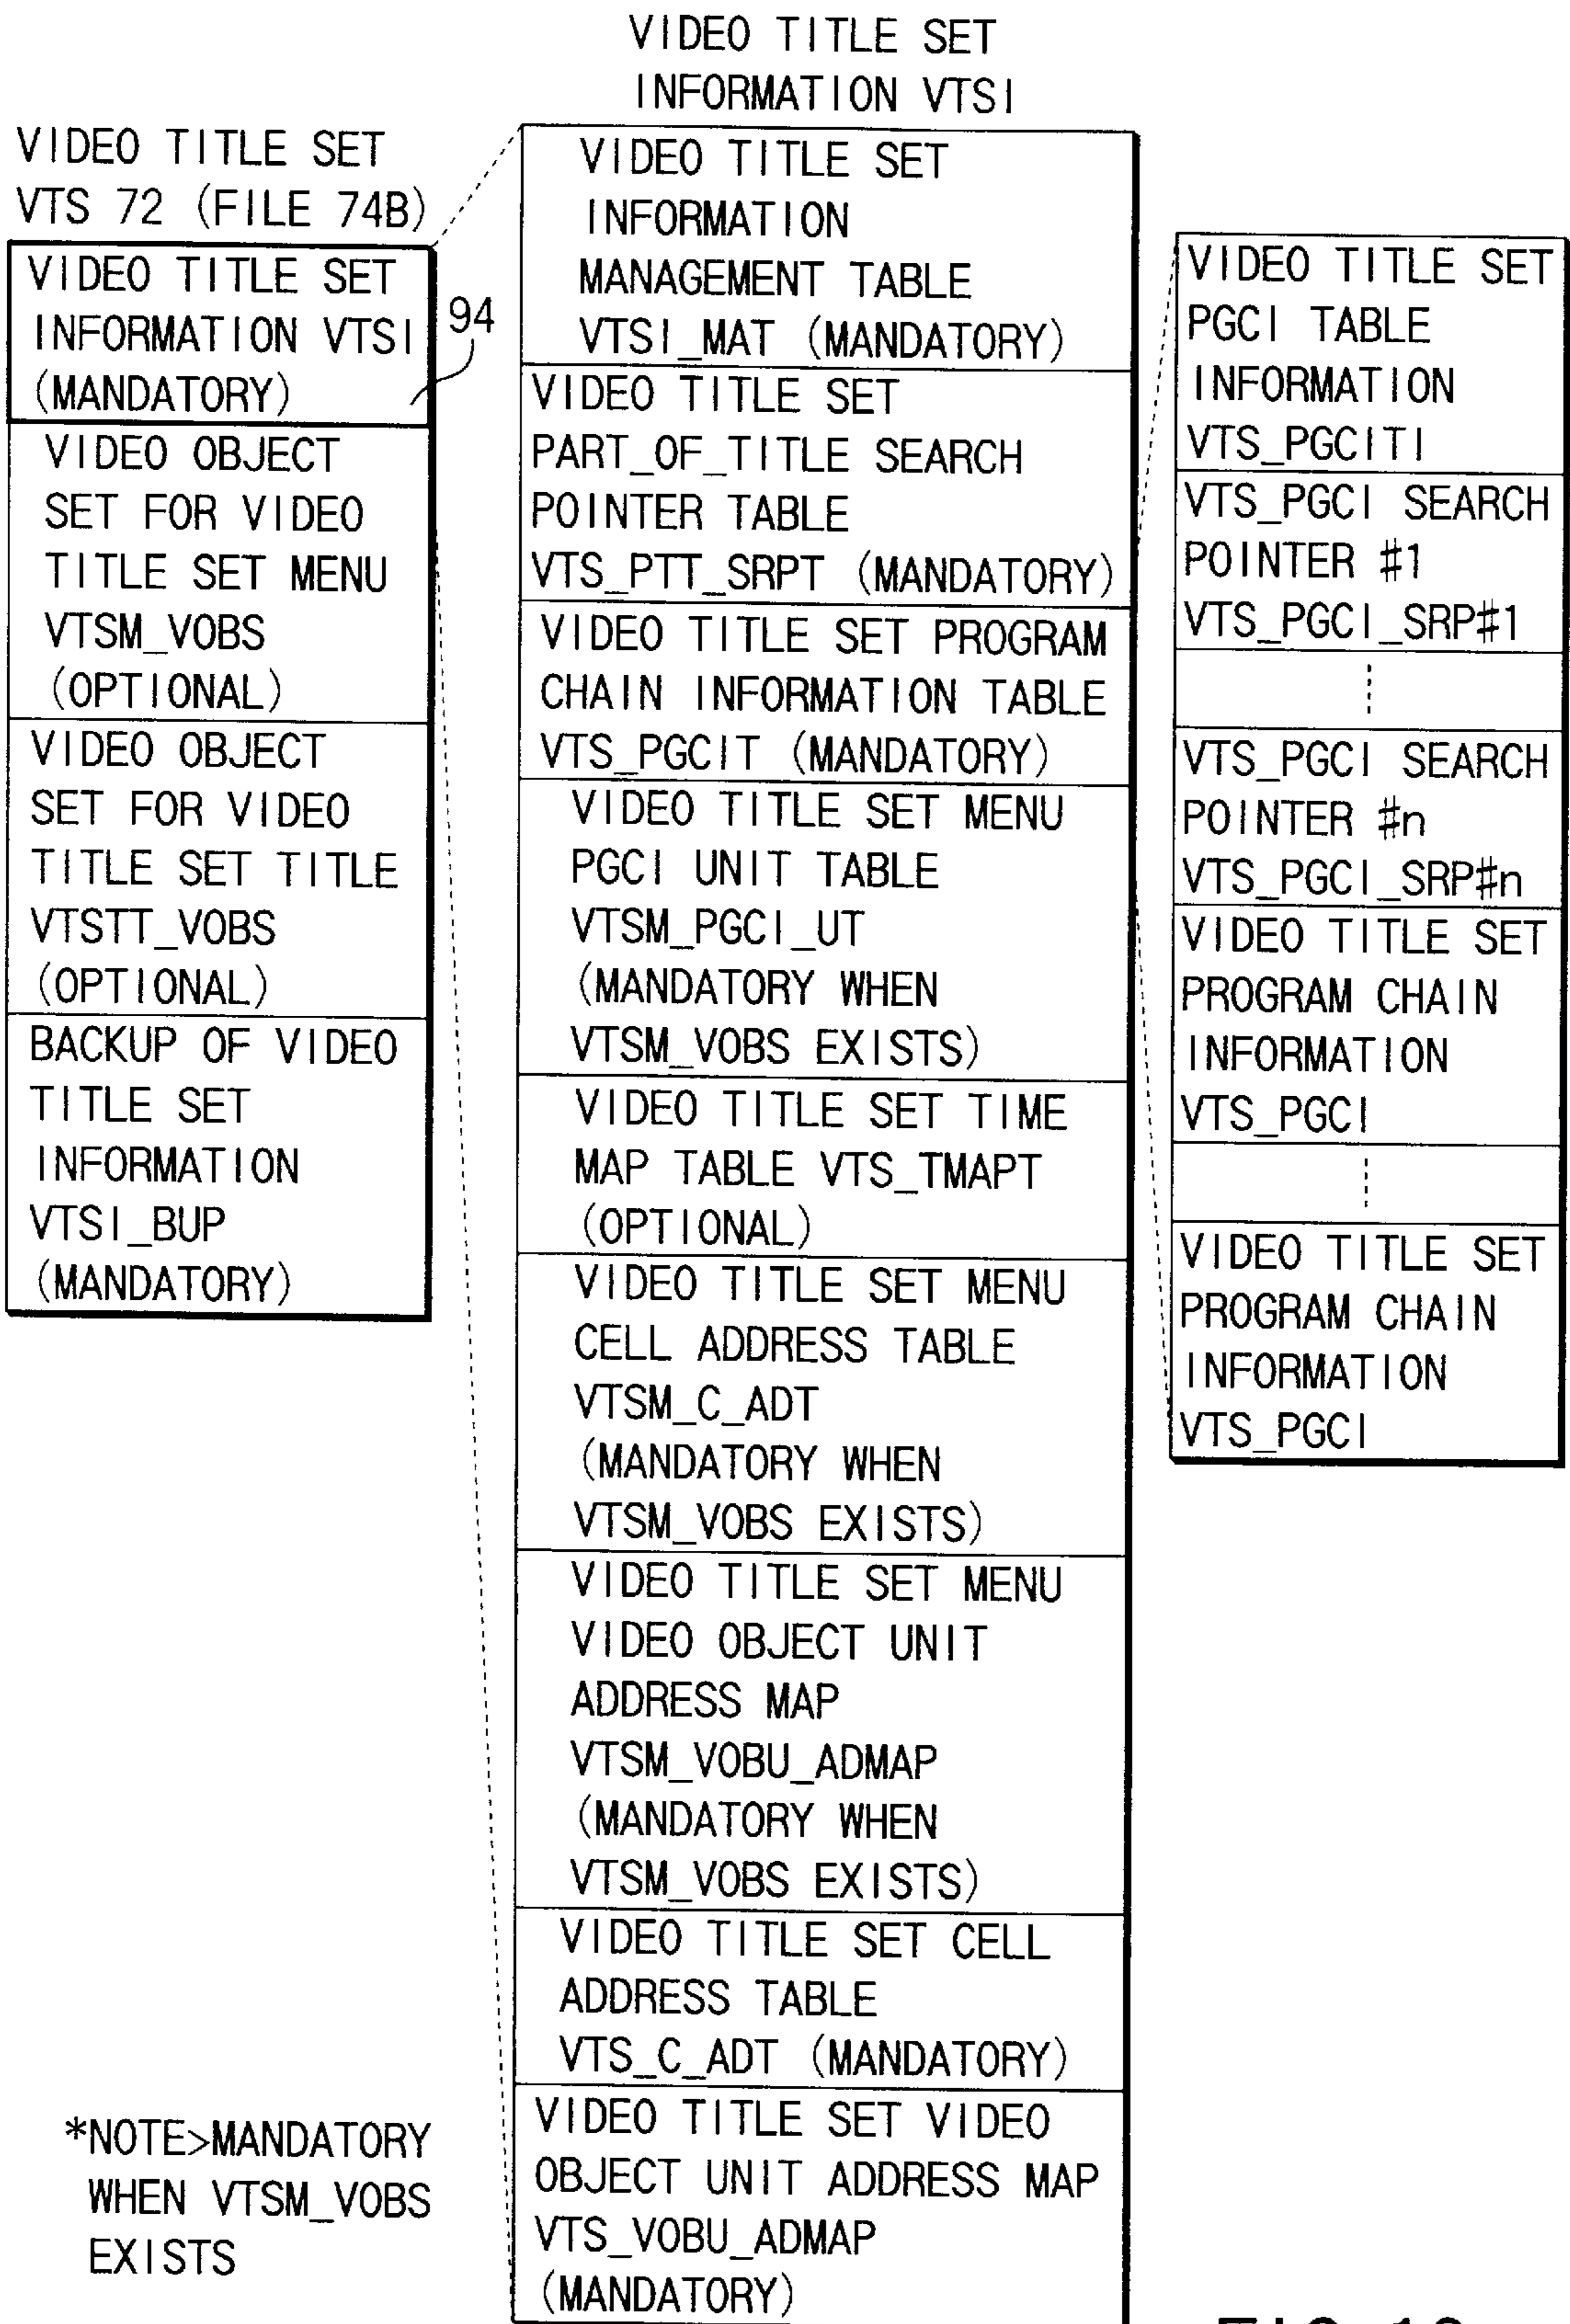 VIDEO TITLE SET
VTS 72 (FILE 74B)
VIDEO TITLE SET
INFORMATION VTSI
(MANDATORY)
94
VIDEO OBJECT
SET FOR VIDEO
TITLE SET MENU
VTSM_VOBS
(OPTIONAL)
VIDEO OBJECT
SET FOR VIDEO
TITLE SET TITLE
VTSTT_VOBS
(OPTIONAL)
BACKUP OF VIDEO
TITLE SET
INFORMATION
VTSI_BUP
(MANDATORY)
*NOTE>MANDATORY
WHEN VTSM_VOBS
EXISTS
VIDEO TITLE SET
INFORMATION VTSI
VIDEO TITLE SET
INFORMATION
MANAGEMENT TABLE
VTSI_MAT (MANDATORY)
VIDEO TITLE SET
PART_OF_TITLE SEARCH
POINTER TABLE
VTS_PTT_SRPT (MANDATORY)
VIDEO TITLE SET PROGRAM
CHAIN INFORMATION TABLE
VTS_PGCIT (MANDATORY)
VIDEO TITLE SET MENU
PGCI UNIT TABLE
VTSM_PGCI_UT
(MANDATORY WHEN
VTSM_VOBS EXISTS)
VIDEO TITLE SET TIME
MAP TABLE VTS_TMAPT
(OPTIONAL)
VIDEO TITLE SET MENU
CELL ADDRESS TABLE
VTSM_C_ADT
(MANDATORY WHEN
VTSM_VOBS EXISTS)
VIDEO TITLE SET MENU
VIDEO OBJECT UNIT
ADDRESS MAP
VTSM_VOBU_ADMAP
(MANDATORY WHEN
VTSM_VOBS EXISTS)
VIDEO TITLE SET CELL
ADDRESS TABLE
VTS_C_ADT (MANDATORY)
VIDEO TITLE SET VIDEO
OBJECT UNIT ADDRESS MAP
VTS_VOBU_ADMAP
(MANDATORY)
VIDEO TITLE SET
PGCI TABLE
INFORMATION
VTS_PGCITI
VTS_PGCI SEARCH
POINTER #1
VTS_PGCI_SRP#1
VTS_PGCI SEARCH
POINTER #n
VTS_PGCI_SRP#n
VIDEO TITLE SET
PROGRAM CHAIN
INFORMATION
VTS_PGCI
VIDEO TITLE SET
PROGRAM CHAIN
INFORMATION
VTS_PGCI